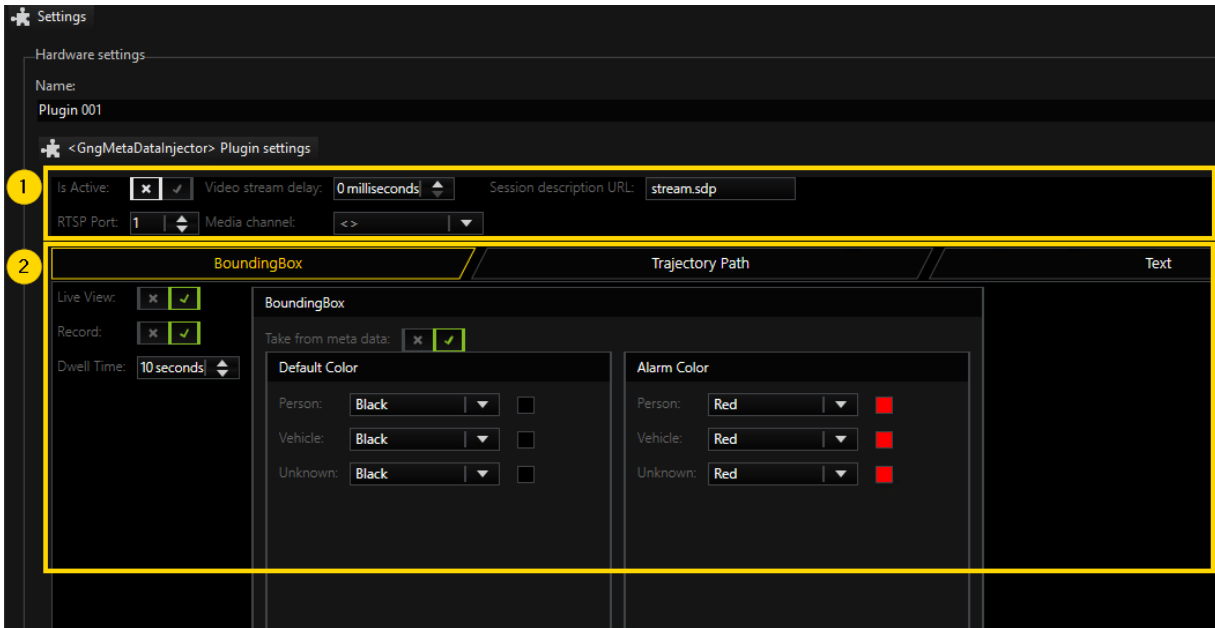 Settings
Hardware settings
Name:
Plugin 001
<GngMetaDataInjector> Plugin settings
1
Is Active: Video stream delay: 0 milliseconds Session description URL: stream.sdp
RTSP Port: 1 Media channel: <>
2
BoundingBox Trajectory Path Text
Live View: BoundingBox
Record: Take from meta data:
Dwell Time: 10 seconds Default Color Alarm Color
Person: Black Person: Red
Vehicle: Black Vehicle: Red
Unknown: Black Unknown: Red